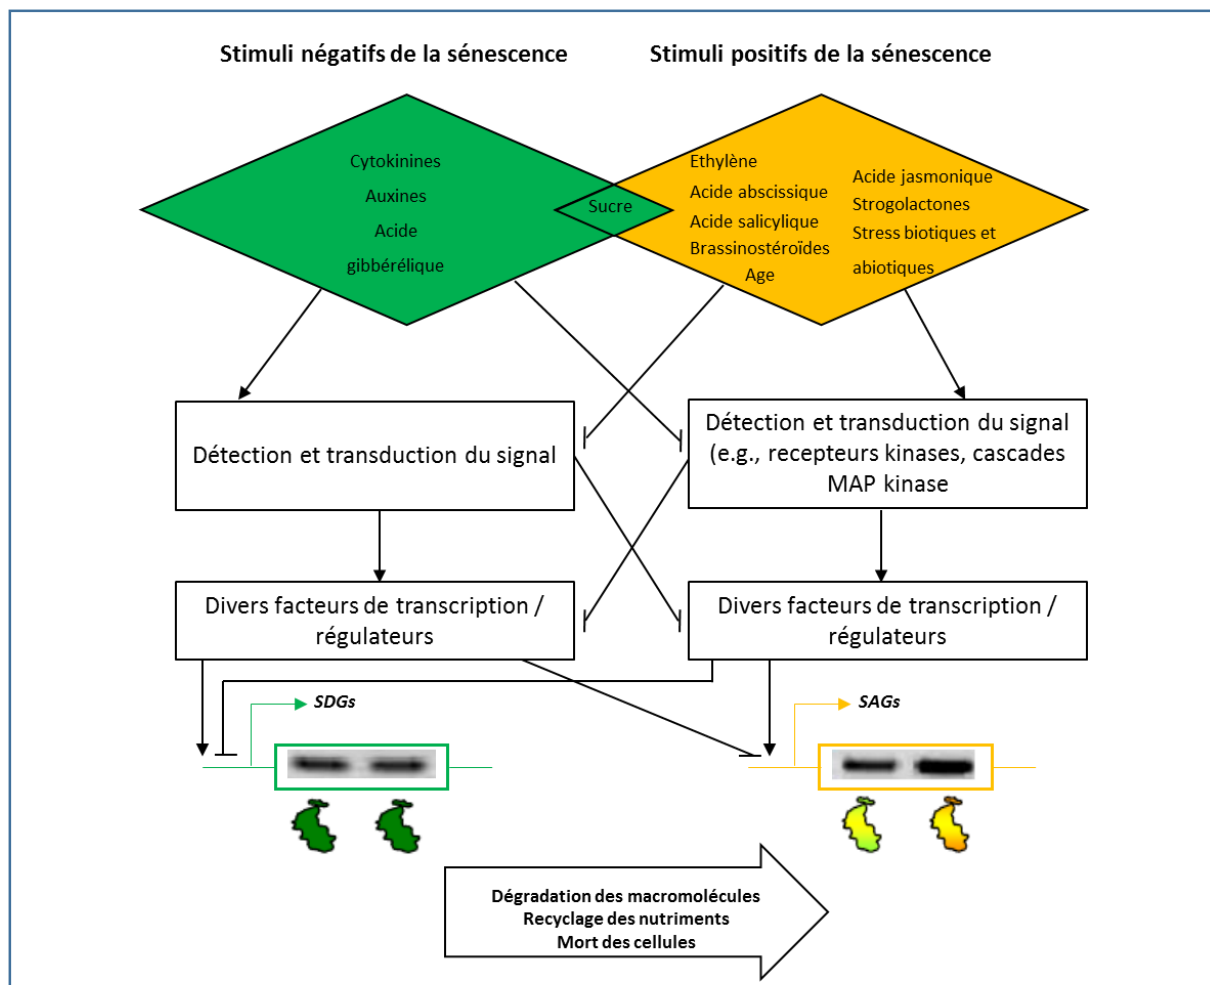 Stimuli négatifs de la sénescence
Stimuli positifs de la sénescence
Cytokinines
Auxines
Acide
gibbérélique
Sucre
Ethylène
Acide abscissique
Acide salicylique
Brassinostéroïdes
Age
Acide jasmonique
Strogolactones
Stress biotiques et
abiotiques
Détection et transduction du signal
Détection et transduction du signal
(e.g., recepteurs kinases, cascades
MAP kinase
Divers facteurs de transcription /
régulateurs
Divers facteurs de transcription /
régulateurs
SDGs
SAGs
Dégradation des macromolécules
Recyclage des nutriments
Mort des cellules